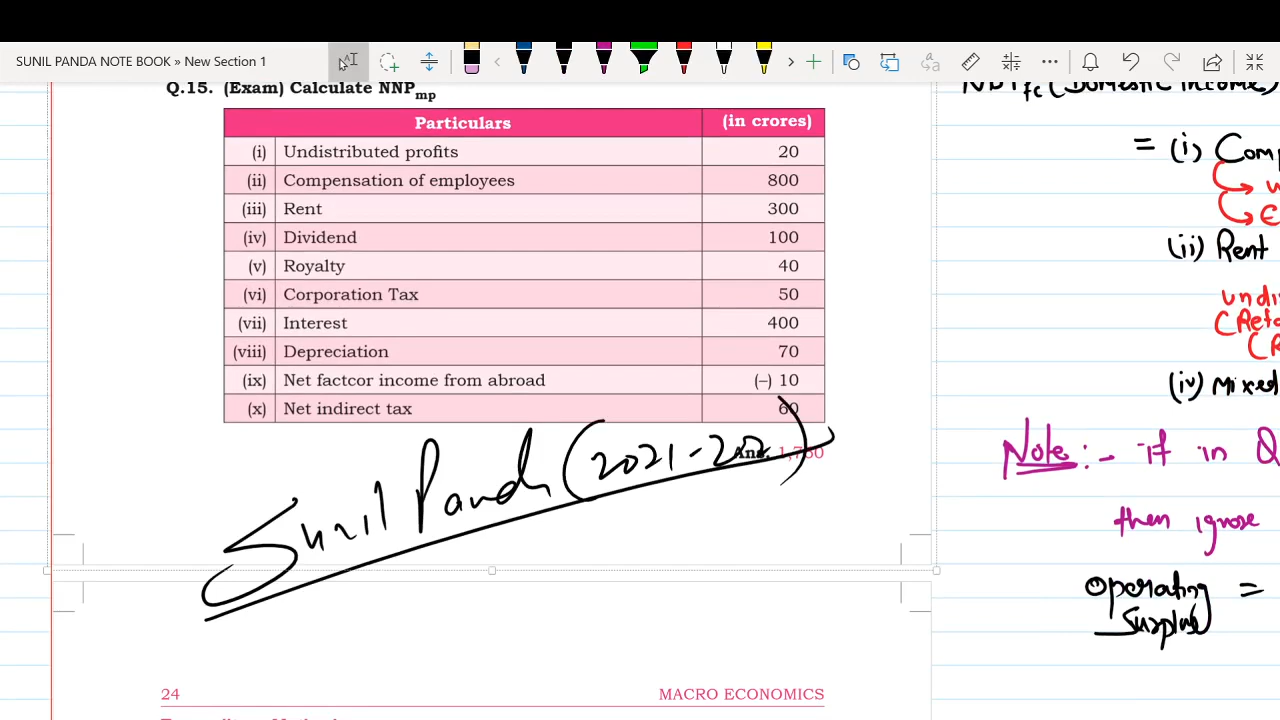 SUNIL PANDA NOTE BOOK » New Section 1
Q.15. (Exam) Calculate NNPmp
Particulars (in crores)
(i) Undistributed profits 20
(ii) Compensation of employees 800
(iii) Rent 300
(iv) Dividend 100
(v) Royalty 40
(vi) Corporation Tax 50
(vii) Interest 400
(viii) Depreciation 70
(ix) Net factcor income from abroad (–) 10
(x) Net indirect tax 60
Ans.
Sunil Panda (2021-
24 MACRO ECONOMICS
= (i)
(ii) Rent
(iv) Mixed
Note:- if in Q
then ignose
Operating =
Surplus